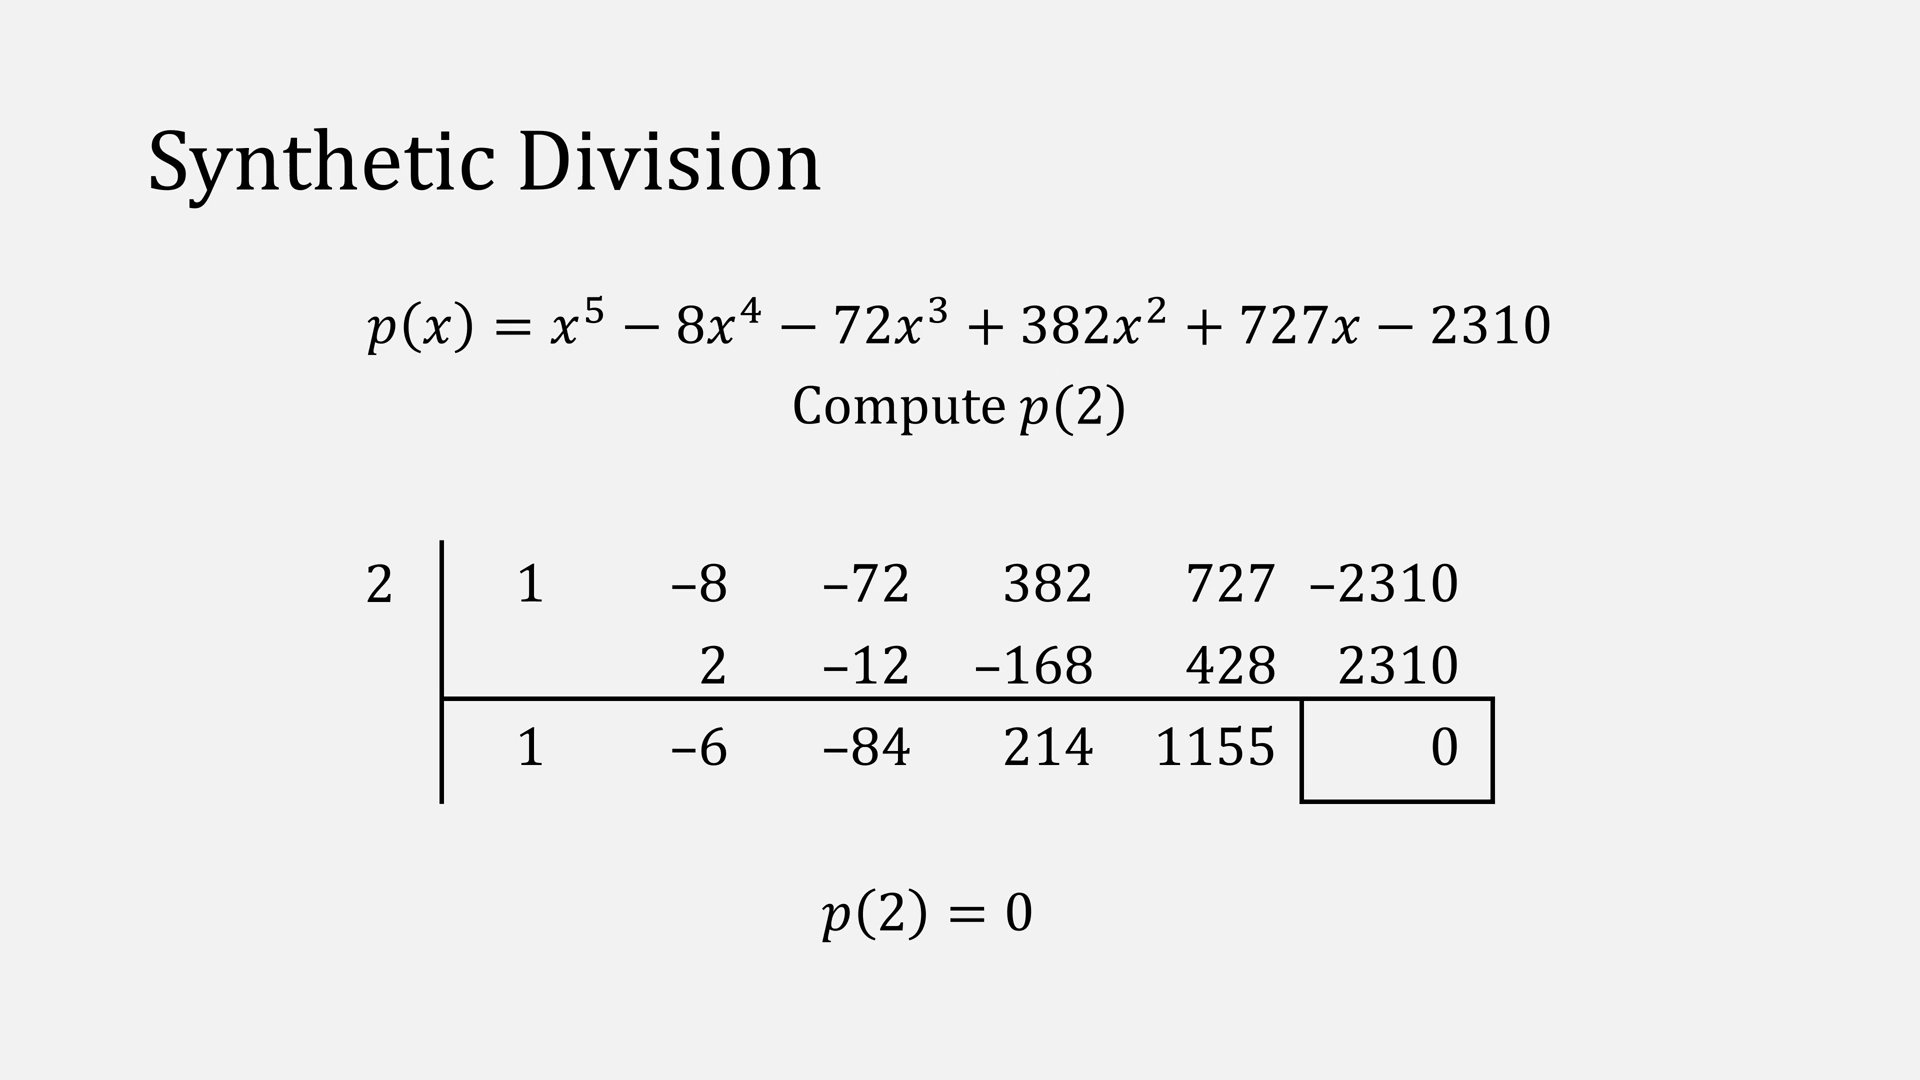 Synthetic Division
p(x) = x⁵ − 8x⁴ − 72x³ + 382x² + 727x − 2310
Compute p(2)
2 1 –8 –72 382 727 –2310
2 –12 –168 428 2310
1 –6 –84 214 1155 0
p(2) = 0